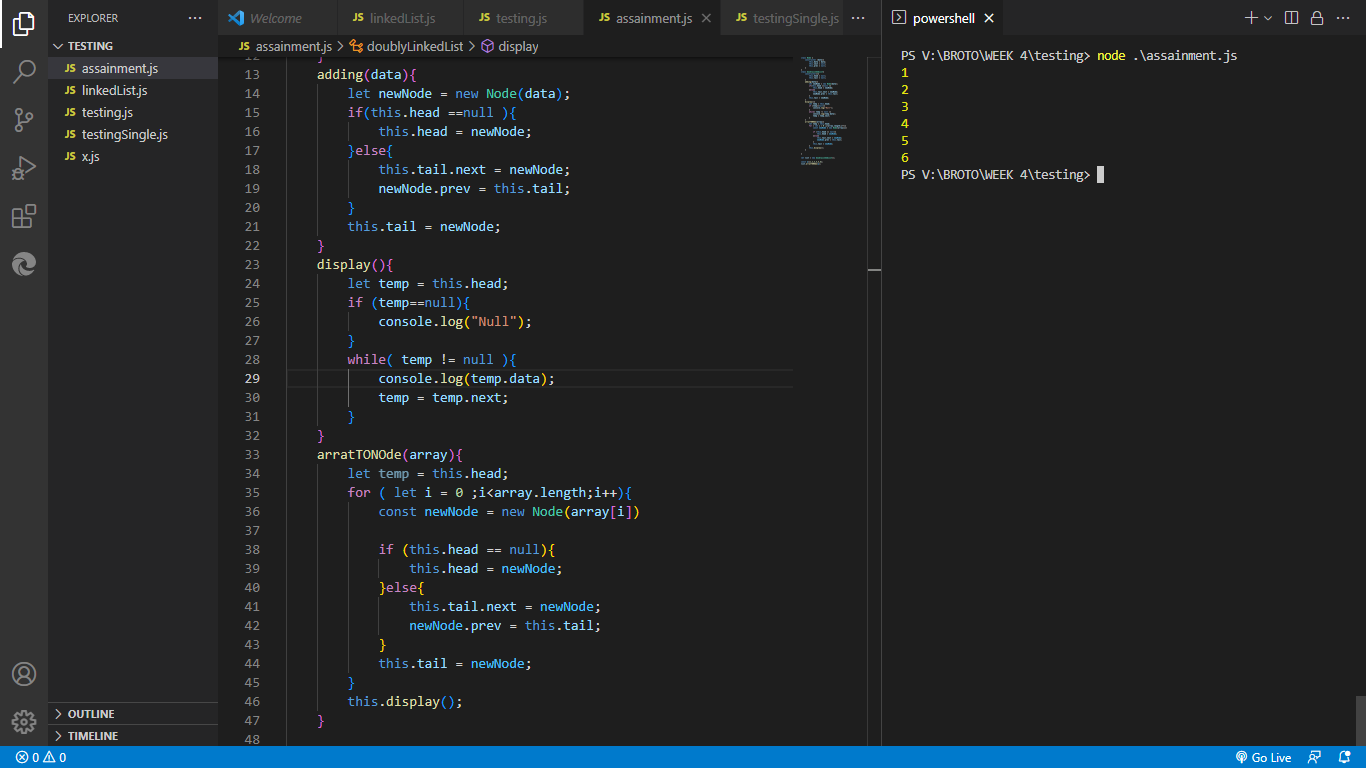 EXPLORER
TESTING
JS assainment.js
JS linkedList.js
JS testing.js
JS testingSingle.js
JS x.js
OUTLINE
TIMELINE
Welcome JS linkedList.js JS testing.js JS assainment.js JS testingSingle.js
JS assainment.js > doublyLinkedList > display
12 }
13 adding(data){
14 let newNode = new Node(data);
15 if(this.head ==null ){
16 this.head = newNode;
17 }else{
18 this.tail.next = newNode;
19 newNode.prev = this.tail;
20 }
21 this.tail = newNode;
22 }
23 display(){
24 let temp = this.head;
25 if (temp==null){
26 console.log("Null");
27 }
28 while( temp != null ){
29 console.log(temp.data);
30 temp = temp.next;
31 }
32 }
33 arratTONOde(array){
34 let temp = this.head;
35 for ( let i = 0 ;i<array.length;i++){
36 const newNode = new Node(array[i])
37
38 if (this.head == null){
39 this.head = newNode;
40 }else{
41 this.tail.next = newNode;
42 newNode.prev = this.tail;
43 }
44 this.tail = newNode;
45 }
46 this.display();
47 }
48
powershell
PS V:\BROTO\WEEK 4\testing> node .\assainment.js
1
2
3
4
5
6
PS V:\BROTO\WEEK 4\testing>
0 0
Go Live